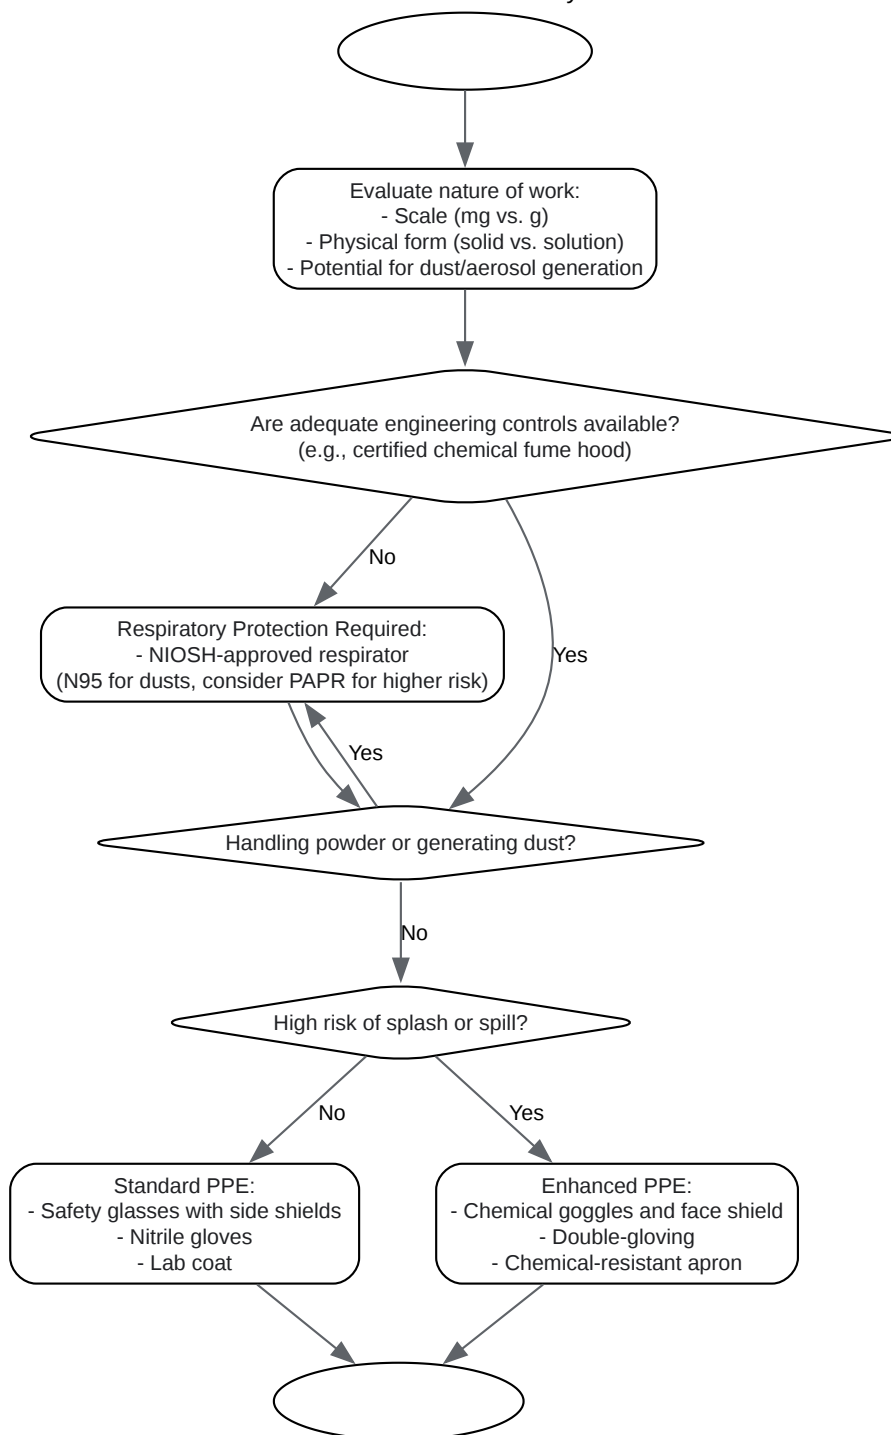 Evaluate nature of work:
- Scale (mg vs. g)
- Physical form (solid vs. solution)
- Potential for dust/aerosol generation
Are adequate engineering controls available?
(e.g., certified chemical fume hood)
No
Respiratory Protection Required:
- NIOSH-approved respirator
(N95 for dusts, consider PAPR for higher risk)
Yes
Yes
Handling powder or generating dust?
No
High risk of splash or spill?
No
Yes
Standard PPE:
- Safety glasses with side shields
- Nitrile gloves
- Lab coat
Enhanced PPE:
- Chemical goggles and face shield
- Double-gloving
- Chemical-resistant apron